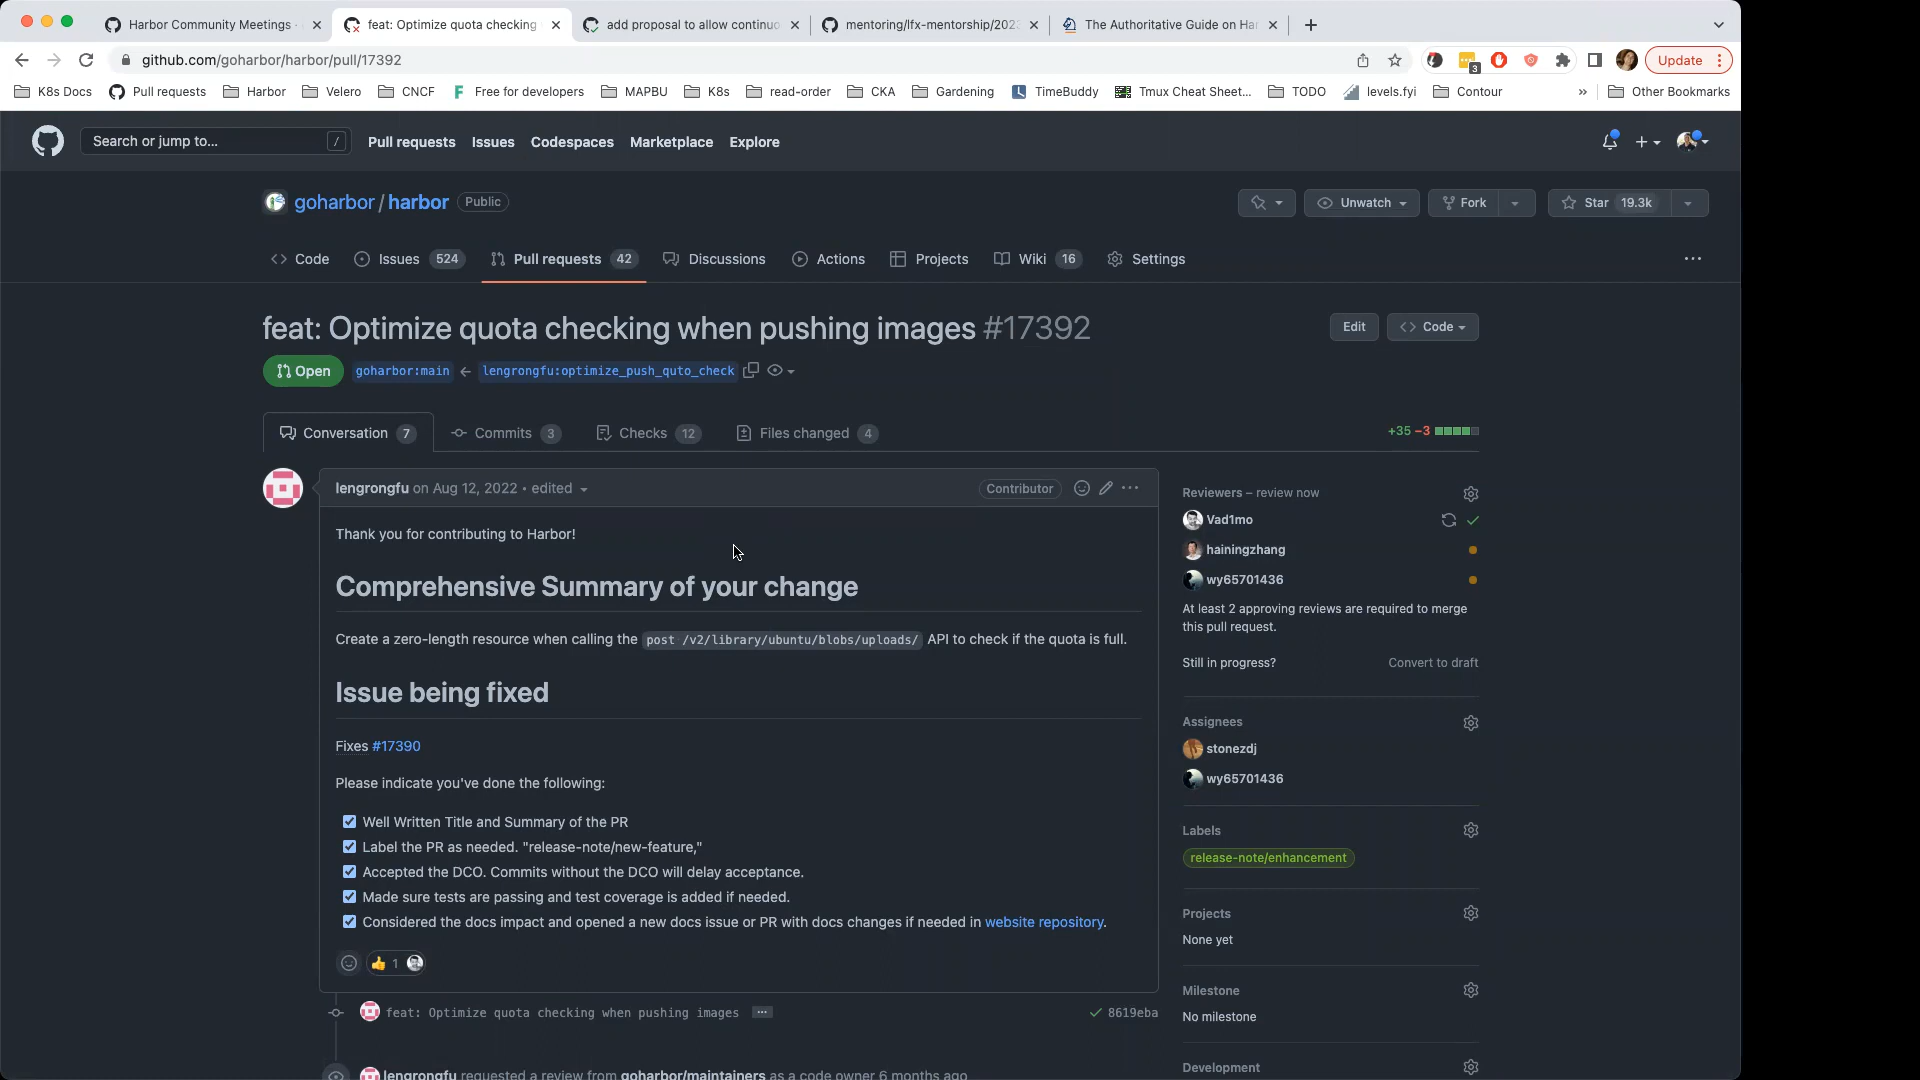 Harbor Community Meetings ·
feat: Optimize quota checking
add proposal to allow continuo
mentoring/lfx-mentorship/202
The Authoritative Guide on Har
github.com/goharbor/harbor/pull/17392
3
Update
K8s Docs
Pull requests
Harbor
Velero
CNCF
Free for developers
MAPBU
K8s
read-order
CKA
Gardening
TimeBuddy
Tmux Cheat Sheet...
TODO
levels.fyi
Contour
»
Other Bookmarks
Search or jump to...
/
Pull requests
Issues
Codespaces
Marketplace
Explore
goharbor / harbor
Public
Unwatch
Fork
Star 19.3k
Code
Issues 524
Pull requests 42
Discussions
Actions
Projects
Wiki 16
Settings
feat: Optimize quota checking when pushing images #17392
Edit
Code
Open
goharbor:main
lengrongfu:optimize_push_quto_check
Conversation 7
Commits 3
Checks 12
Files changed 4
+35 −3
lengrongfu on Aug 12, 2022 • edited
Contributor
Thank you for contributing to Harbor!
Comprehensive Summary of your change
Create a zero-length resource when calling the post /v2/library/ubuntu/blobs/uploads/ API to check if the quota is full.
Issue being fixed
Fixes #17390
Please indicate you've done the following:
Well Written Title and Summary of the PR
Label the PR as needed. "release-note/new-feature,"
Accepted the DCO. Commits without the DCO will delay acceptance.
Made sure tests are passing and test coverage is added if needed.
Considered the docs impact and opened a new docs issue or PR with docs changes if needed in website repository.
1
feat: Optimize quota checking when pushing images
8619eba
lengrongfu requested a review from goharbor/maintainers as a code owner 6 months ago
Reviewers – review now
Vad1mo
hainingzhang
wy65701436
At least 2 approving reviews are required to merge
this pull request.
Still in progress?
Convert to draft
Assignees
stonezdj
wy65701436
Labels
release-note/enhancement
Projects
None yet
Milestone
No milestone
Development